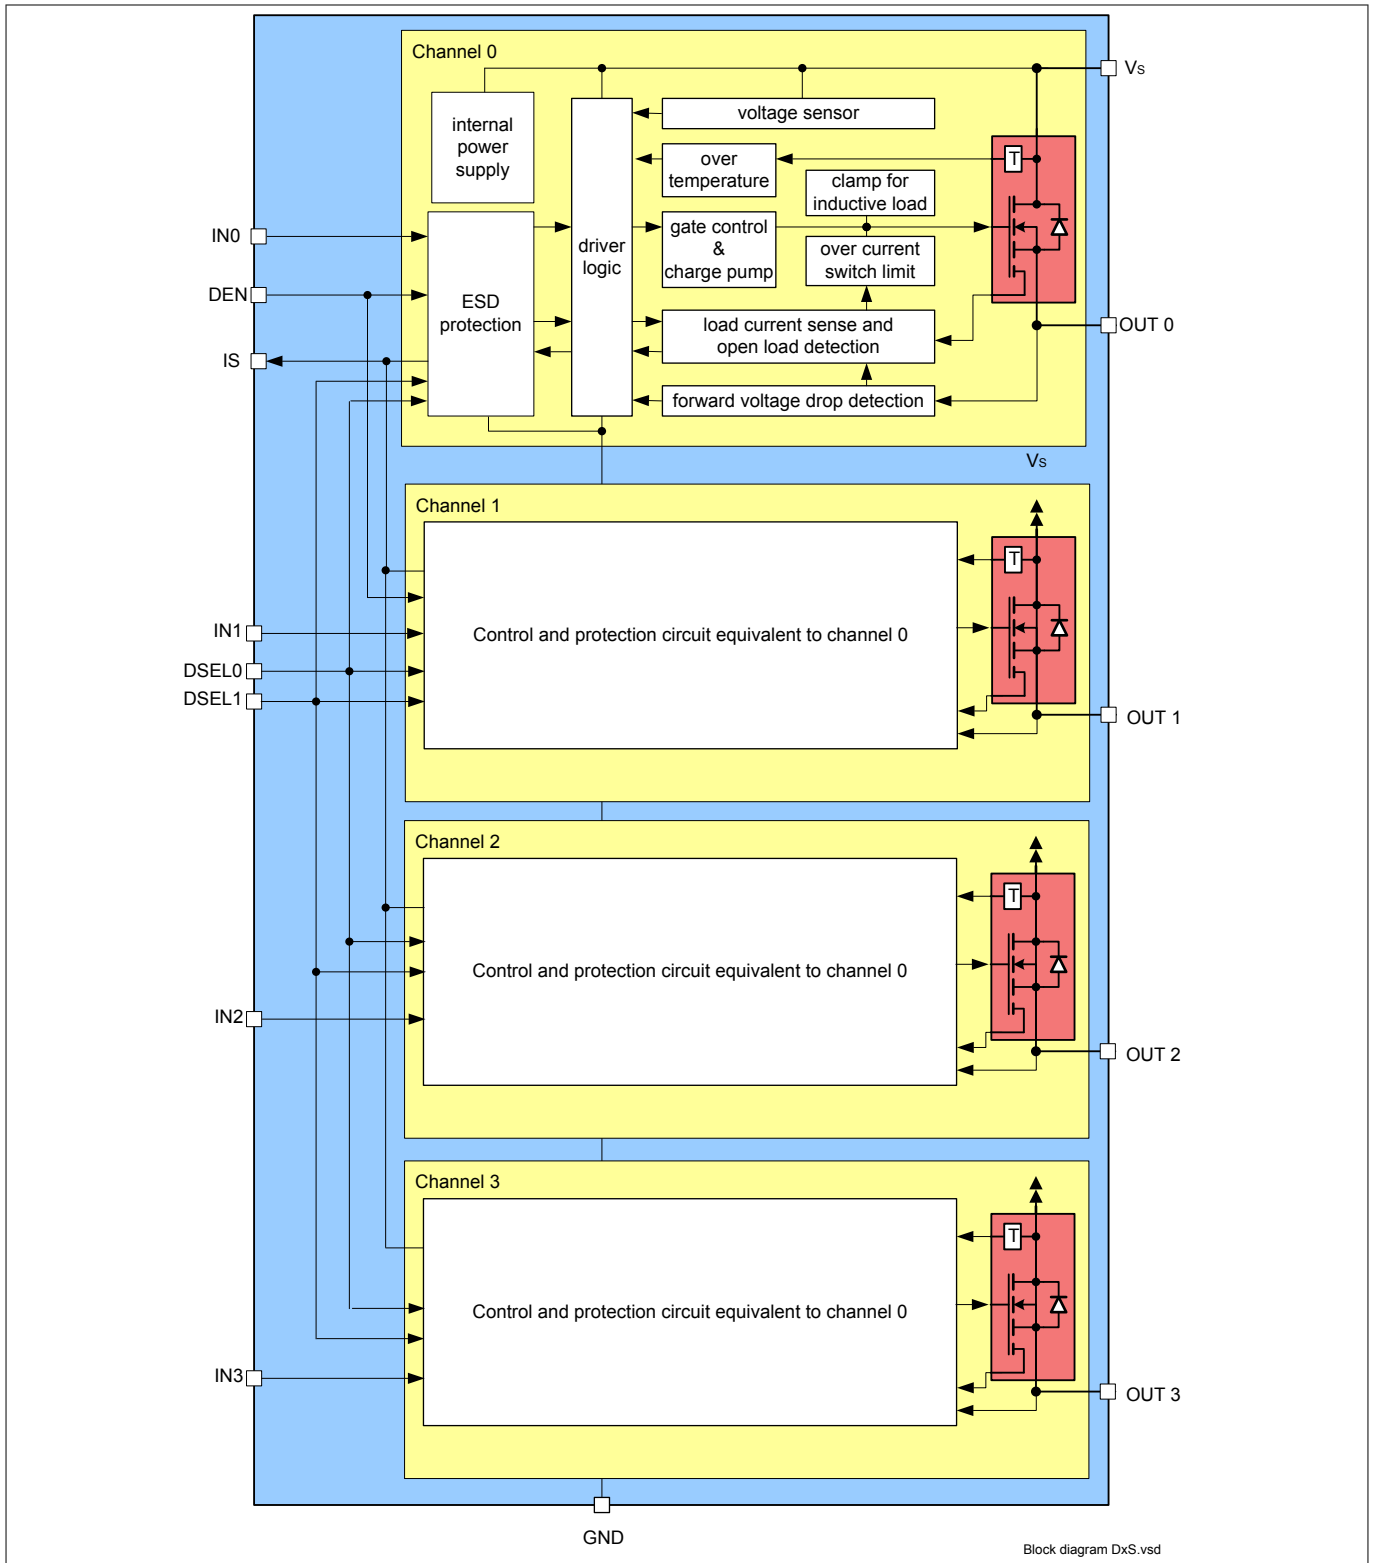 Channel 0
Vs
internal
power
supply
voltage sensor
T
over
temperature
clamp for
inductive load
IN0
driver
logic
gate control
&
charge pump
over current
switch limit
DEN
ESD
protection
load current sense and
open load detection
OUT 0
IS
forward voltage drop detection
Vs
Channel 1
T
IN1
Control and protection circuit equivalent to channel 0
DSEL0
DSEL1
OUT 1
Channel 2
T
Control and protection circuit equivalent to channel 0
IN2
OUT 2
Channel 3
T
Control and protection circuit equivalent to channel 0
IN3
OUT 3
GND
Block diagram DxS.vsd